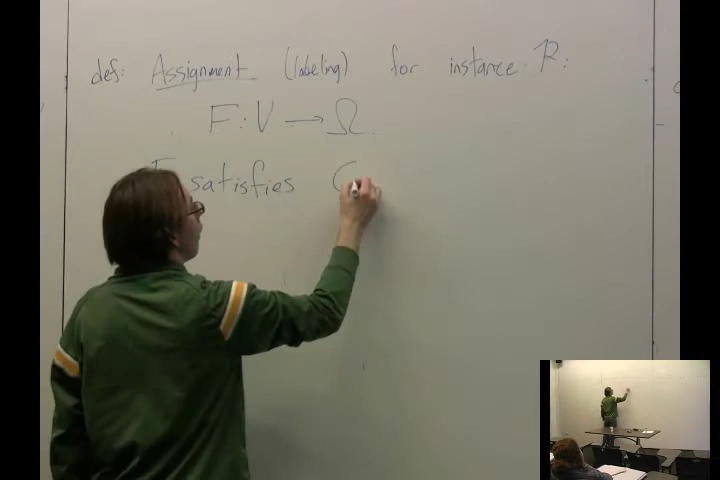 def: Assignment (labeling) for instance R:
F: V → Ω
F satisfies C